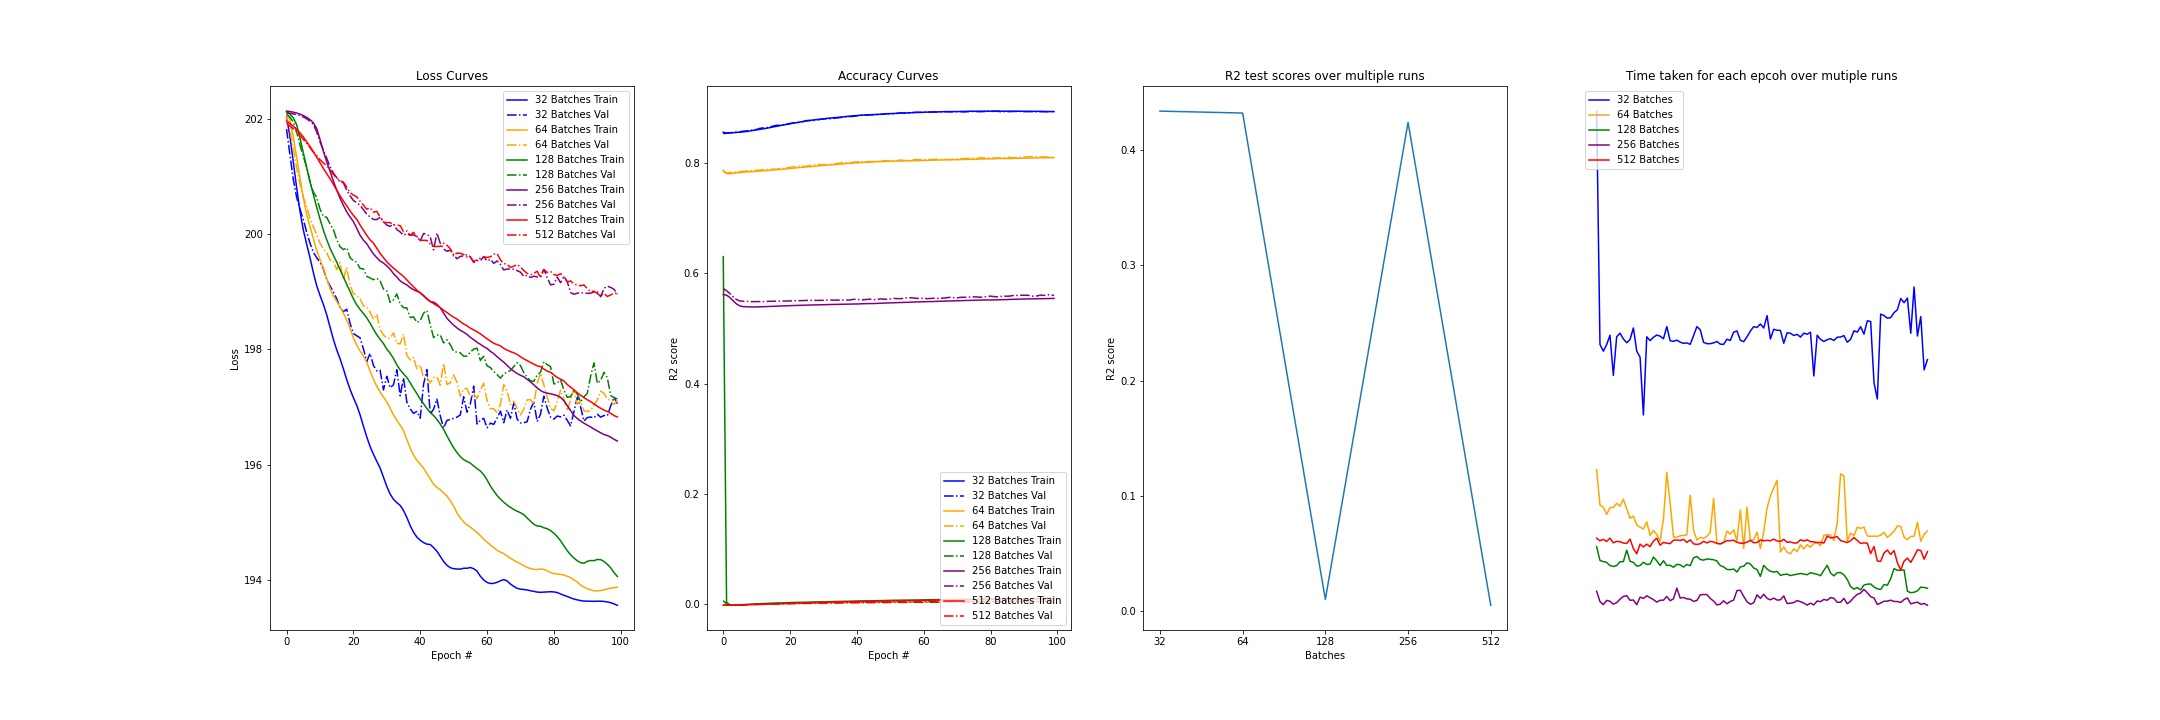 Loss Curves
202
200
198
196
194
0 20 40 60 80 100
Loss
Epoch #
32 Batches Train
32 Batches Val
64 Batches Train
64 Batches Val
128 Batches Train
128 Batches Val
256 Batches Train
256 Batches Val
512 Batches Train
512 Batches Val
Accuracy Curves
0.8
0.6
0.4
0.2
0.0
0 20 40 60 80 100
R2 score
Epoch #
32 Batches Train
32 Batches Val
64 Batches Train
64 Batches Val
128 Batches Train
128 Batches Val
256 Batches Train
256 Batches Val
512 Batches Train
512 Batches Val
R2 test scores over multiple runs
0.4
0.3
0.2
0.1
0.0
32 64 128 256 512
R2 score
Batches
Time taken for each epcoh over mutiple runs
32 Batches
64 Batches
128 Batches
256 Batches
512 Batches